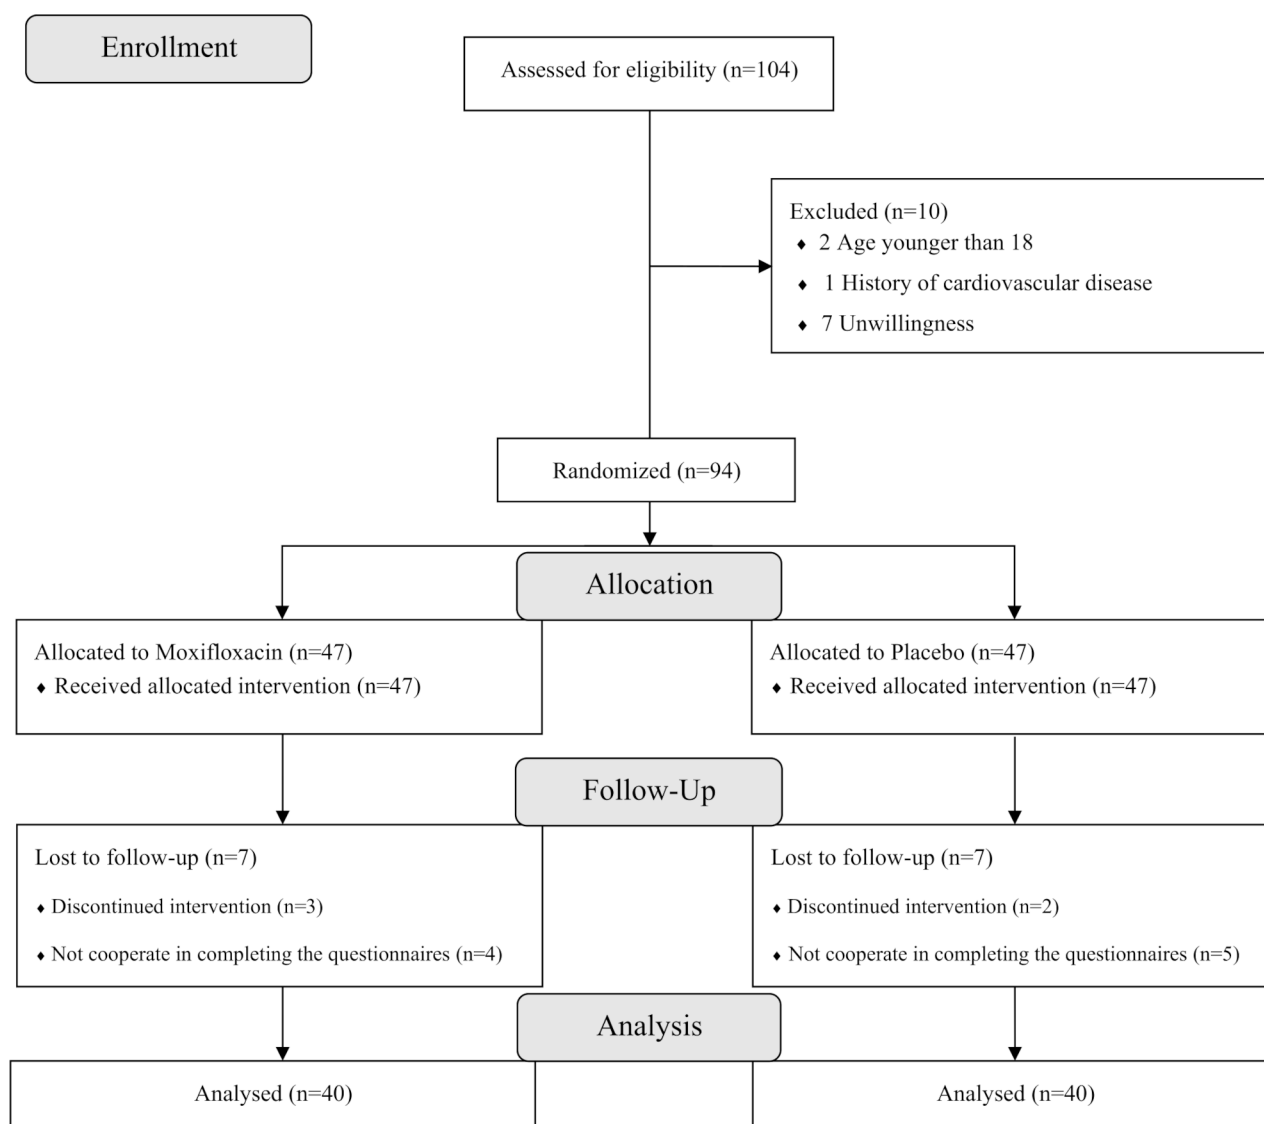 Enrollment
Assessed for eligibility (n=104)
Excluded (n=10)
♦ 2 Age younger than 18
♦ 1 History of cardiovascular disease
♦ 7 Unwillingness
Randomized (n=94)
Allocation
Allocated to Moxifloxacin (n=47)
♦ Received allocated intervention (n=47)
Allocated to Placebo (n=47)
♦ Received allocated intervention (n=47)
Follow-Up
Lost to follow-up (n=7)
♦ Discontinued intervention (n=3)
♦ Not cooperate in completing the questionnaires (n=4)
Lost to follow-up (n=7)
♦ Discontinued intervention (n=2)
♦ Not cooperate in completing the questionnaires (n=5)
Analysis
Analysed (n=40)
Analysed (n=40)